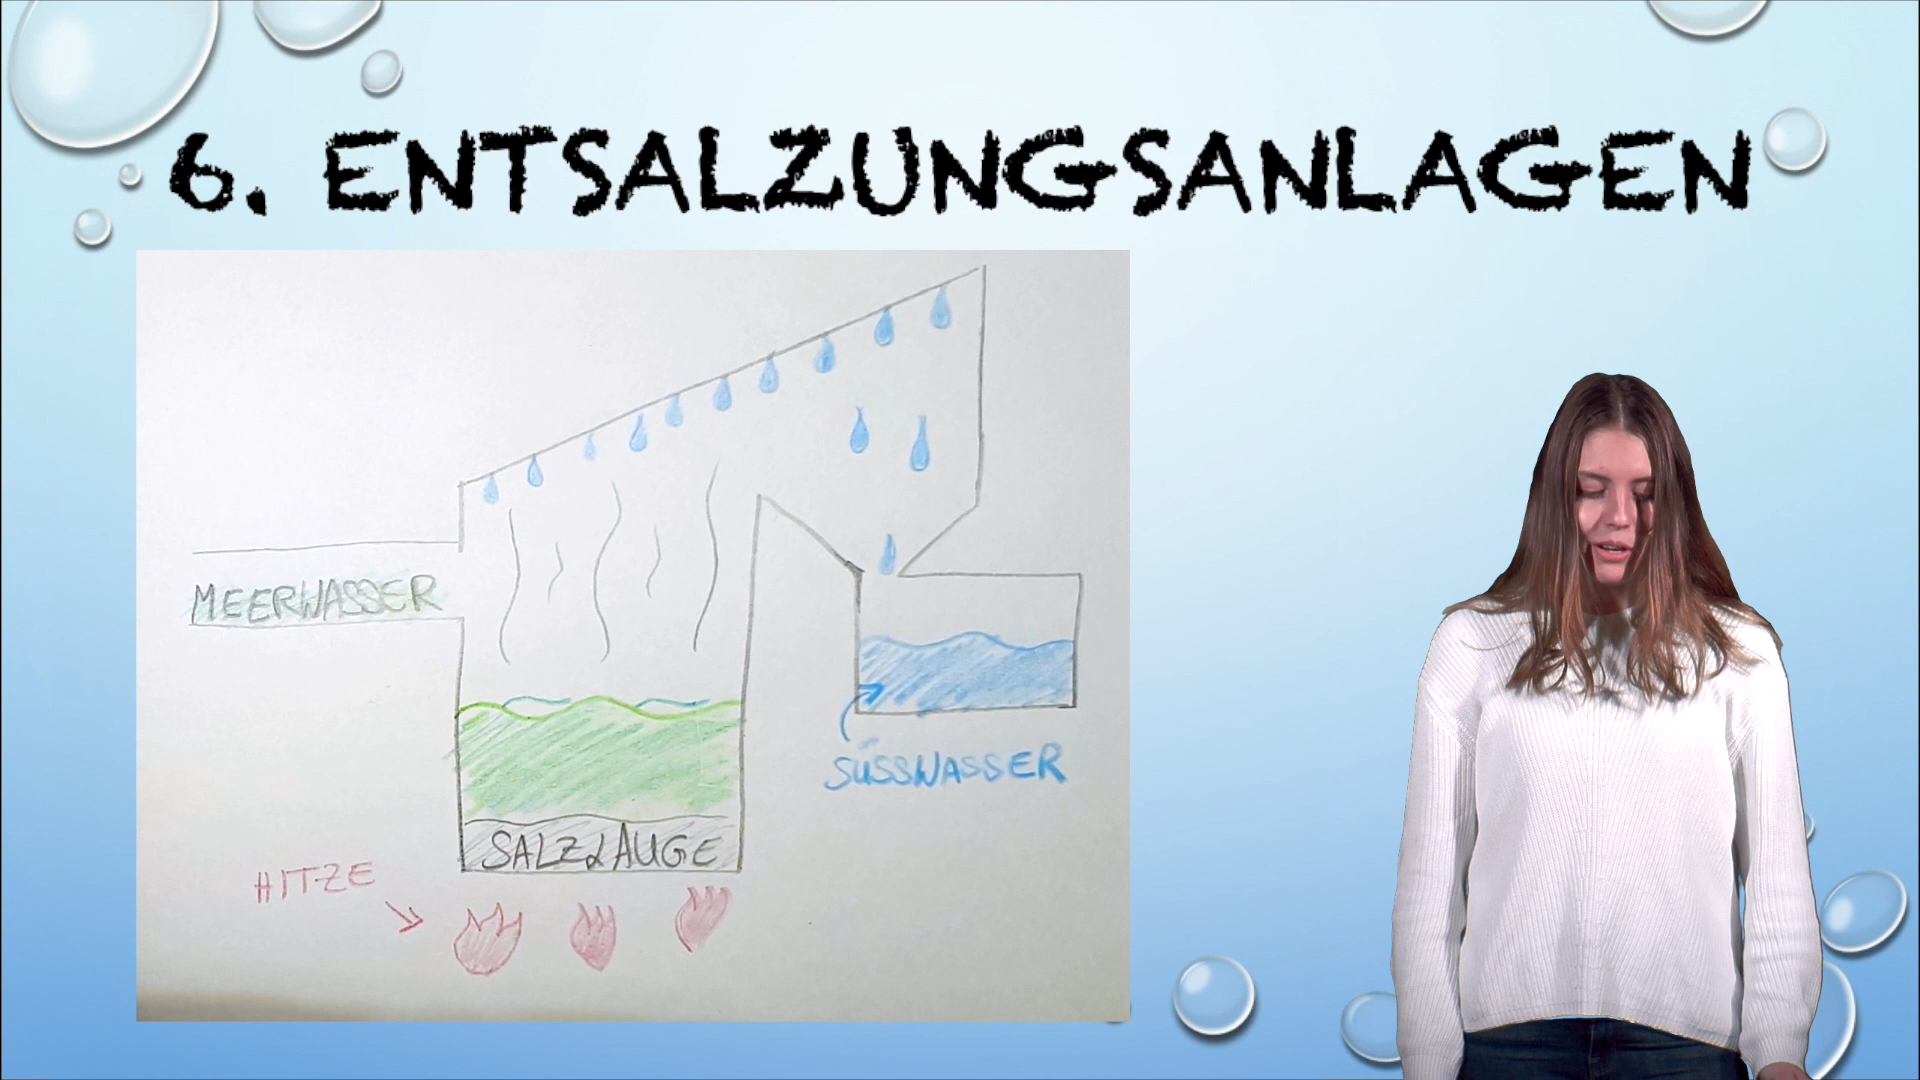 6. ENTSALZUNGSANLAGEN
MEERWASSER
SÜSSWASSER
SALZLAUGE
HITZE